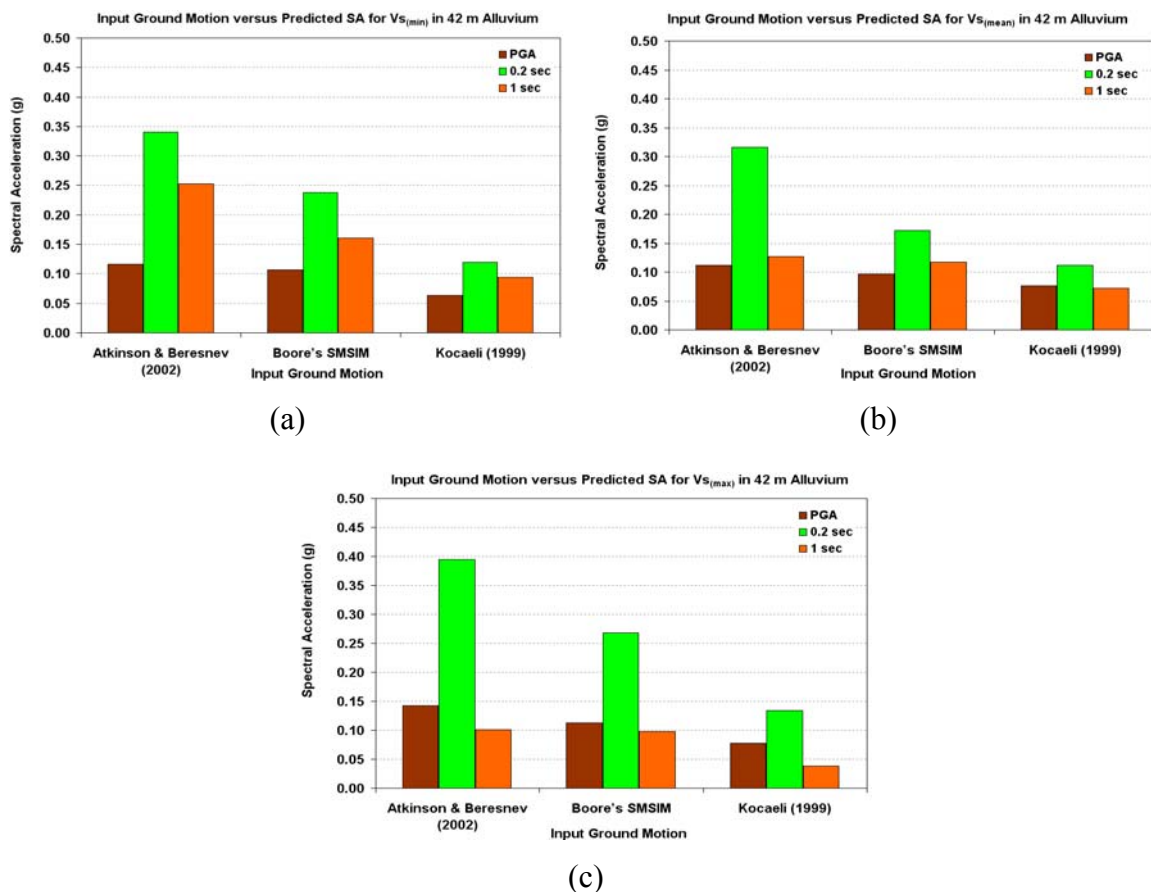 Input Ground Motion versus Predicted SA for Vs(min) in 42 m Alluvium
0.50
0.45
0.40
0.35
0.30
0.25
0.20
0.15
0.10
0.05
0.00
Spectral Acceleration (g)
PGA
0.2 sec
1 sec
Atkinson & Beresnev
(2002)
Boore's SMSIM
Kocaeli (1999)
Input Ground Motion
(a)
Input Ground Motion versus Predicted SA for Vs(mean) in 42 m Alluvium
0.50
0.45
0.40
0.35
0.30
0.25
0.20
0.15
0.10
0.05
0.00
Spectral Acceleration (g)
PGA
0.2 sec
1 sec
Atkinson & Beresnev
(2002)
Boore's SMSIM
Kocaeli (1999)
Input Ground Motion
(b)
Input Ground Motion versus Predicted SA for Vs(max) in 42 m Alluvium
0.50
0.45
0.40
0.35
0.30
0.25
0.20
0.15
0.10
0.05
0.00
Spectral Acceleration (g)
PGA
0.2 sec
1 sec
Atkinson & Beresnev
(2002)
Boore's SMSIM
Kocaeli (1999)
Input Ground Motion
(c)